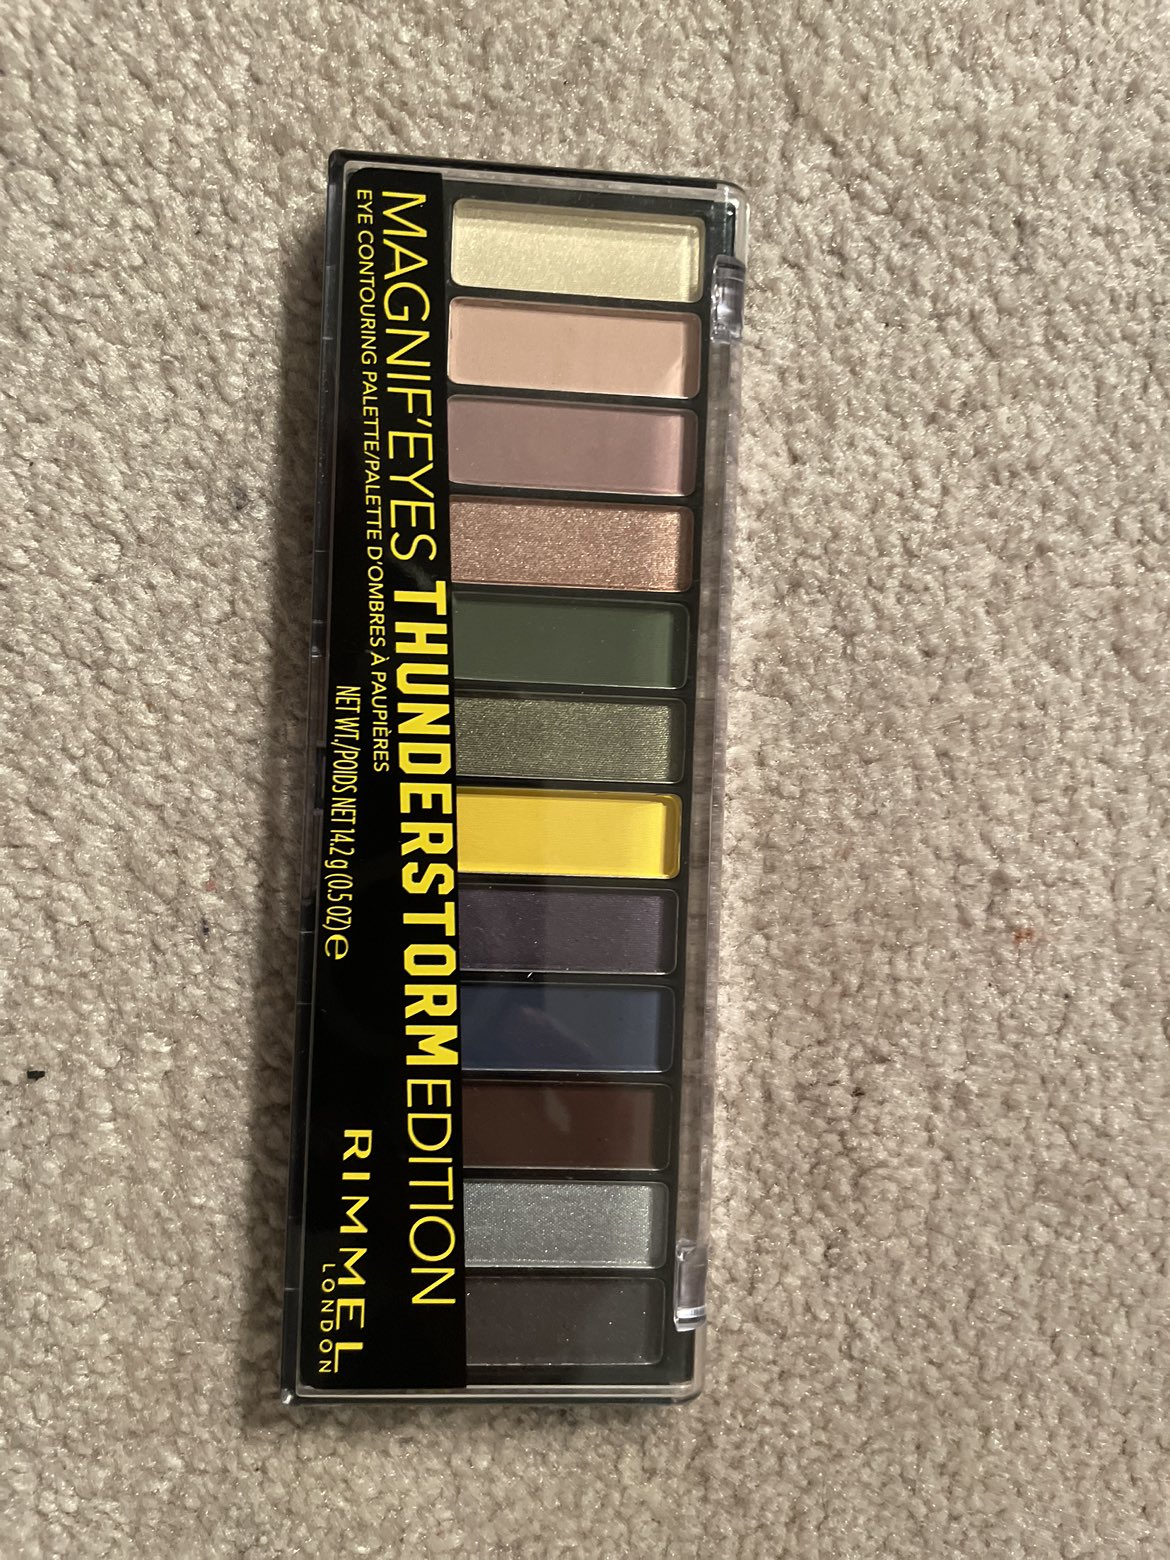 MAGNIF'EYES THUNDERSTORM EDITION
EYE CONTOURING PALETTE/PALETTE D'OMBRES À PAUPIÈRES
NET WT./POIDS NET 14.2 g (0.5 OZ) e
RIMMEL
LONDON